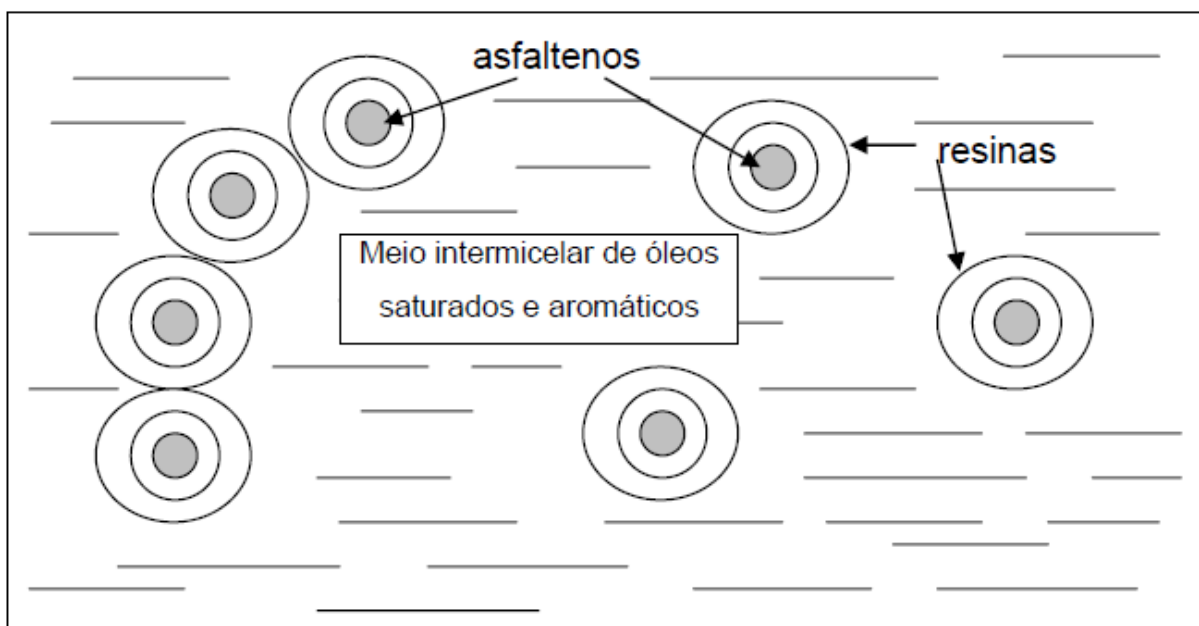 asfaltenos
resinas
Meio intermicelar de óleos
saturados e aromáticos